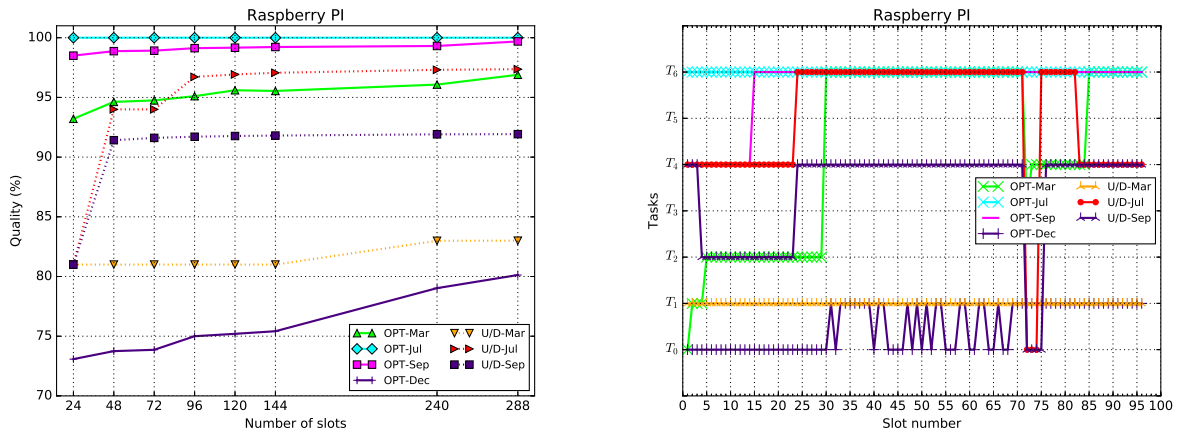 Raspberry PI
Quality (%)
100
95
90
85
80
75
70
24 48 72 96 120 144 240 288
Number of slots
OPT-Mar
OPT-Jul
OPT-Sep
OPT-Dec
U/D-Mar
U/D-Jul
U/D-Sep
Raspberry PI
Tasks
T6
T5
T4
T3
T2
T1
T0
0 5 10 15 20 25 30 35 40 45 50 55 60 65 70 75 80 85 90 95 100
Slot number
OPT-Mar
OPT-Jul
OPT-Sep
OPT-Dec
U/D-Mar
U/D-Jul
U/D-Sep